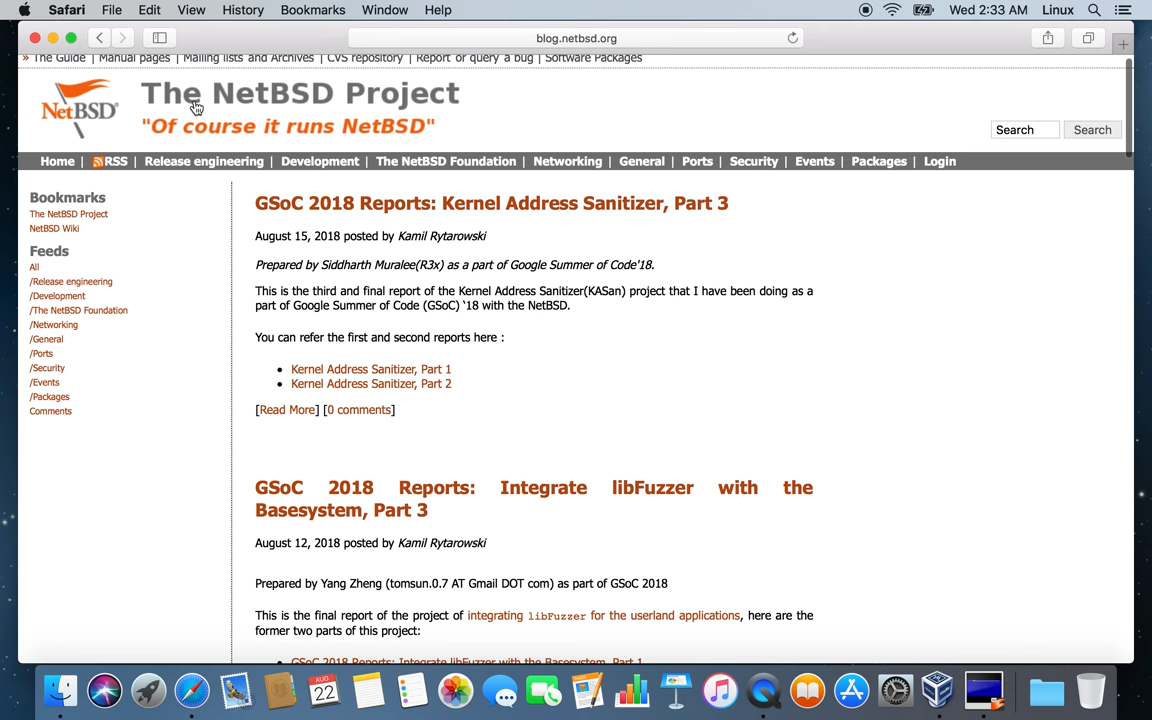 Safari File Edit View History Bookmarks Window Help Wed 2:33 AM Linux
blog.netbsd.org
» The Guide | Manual pages | Mailing lists and Archives | CVS repository | Report or query a bug | Software Packages
NetBSD
The NetBSD Project
"Of course it runs NetBSD"
Search Search
Home | RSS | Release engineering | Development | The NetBSD Foundation | Networking | General | Ports | Security | Events | Packages | Login
Bookmarks
The NetBSD Project
NetBSD Wiki
Feeds
All
/Release engineering
/Development
/The NetBSD Foundation
/Networking
/General
/Ports
/Security
/Events
/Packages
Comments
GSoC 2018 Reports: Kernel Address Sanitizer, Part 3
August 15, 2018 posted by Kamil Rytarowski
Prepared by Siddharth Muralee(R3x) as a part of Google Summer of Code'18.
This is the third and final report of the Kernel Address Sanitizer(KASan) project that I have been doing as a
part of Google Summer of Code (GSoC) '18 with the NetBSD.
You can refer the first and second reports here :
• Kernel Address Sanitizer, Part 1
• Kernel Address Sanitizer, Part 2
[Read More] [0 comments]
GSoC 2018 Reports: Integrate libFuzzer with the
Basesystem, Part 3
August 12, 2018 posted by Kamil Rytarowski
Prepared by Yang Zheng (tomsun.0.7 AT Gmail DOT com) as part of GSoC 2018
This is the final report of the project of integrating libFuzzer for the userland applications, here are the
former two parts of this project:
• GSoC 2018 Reports: Integrate libFuzzer with the Basesystem, Part 1
AUG
22